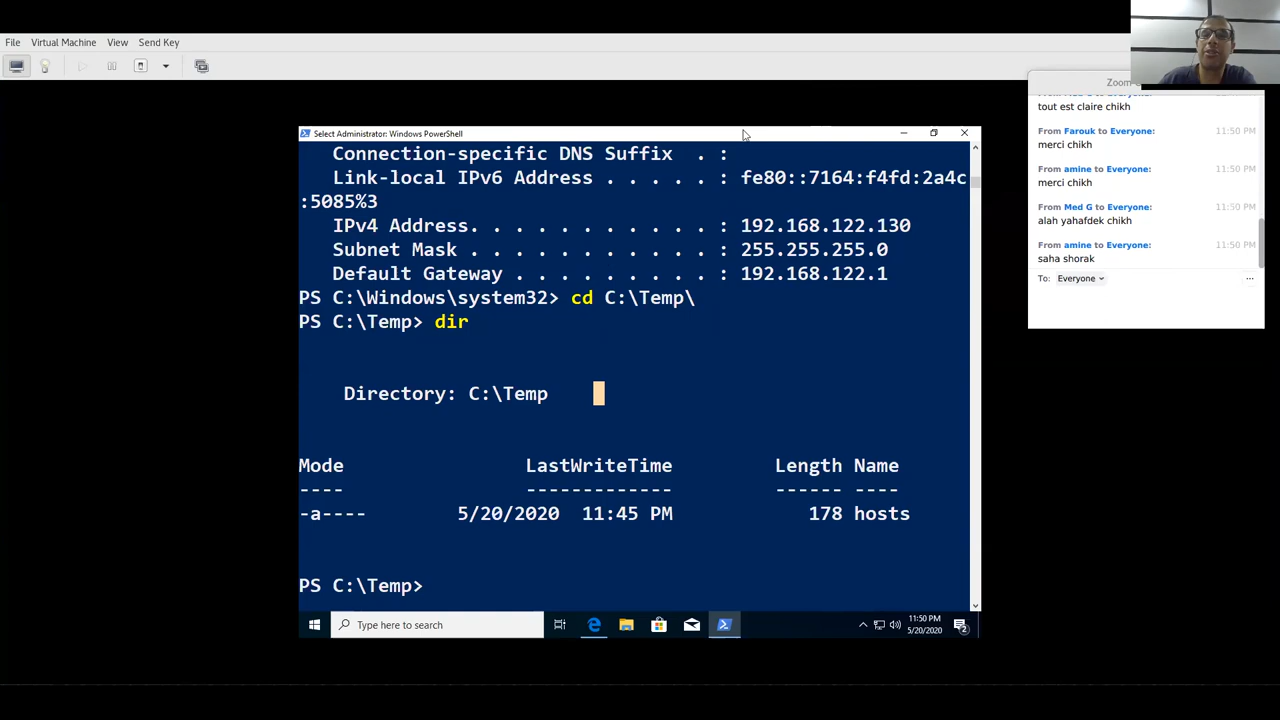 File Virtual Machine View Send Key
Select Administrator: Windows PowerShell
Connection-specific DNS Suffix . :
Link-local IPv6 Address . . . . . : fe80::7164:f4fd:2a4c
:5085%3
IPv4 Address. . . . . . . . . . . : 192.168.122.130
Subnet Mask . . . . . . . . . . . : 255.255.255.0
Default Gateway . . . . . . . . . : 192.168.122.1
PS C:\Windows\system32> cd C:\Temp\
PS C:\Temp> dir
Directory: C:\Temp
Mode LastWriteTime Length Name
---- ------------- ------ ----
-a---- 5/20/2020 11:45 PM 178 hosts
PS C:\Temp>
Type here to search
11:50 PM
5/20/2020
2
Zoom
tout est claire chikh
From Farouk to Everyone: 11:50 PM
merci chikh
From amine to Everyone: 11:50 PM
merci chikh
From Med G to Everyone: 11:50 PM
alah yahafdek chikh
From amine to Everyone: 11:50 PM
saha shorak
To: Everyone ...